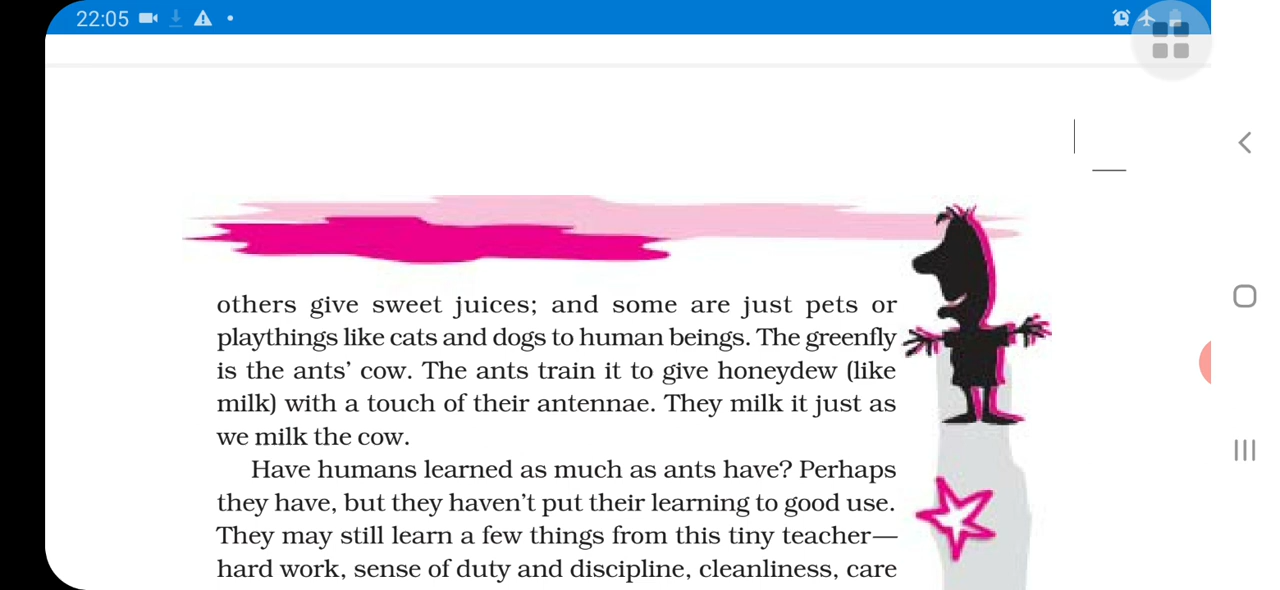 22:05
others give sweet juices; and some are just pets or
playthings like cats and dogs to human beings. The greenfly
is the ants’ cow. The ants train it to give honeydew (like
milk) with a touch of their antennae. They milk it just as
we milk the cow.
Have humans learned as much as ants have? Perhaps
they have, but they haven’t put their learning to good use.
They may still learn a few things from this tiny teacher—
hard work, sense of duty and discipline, cleanliness, care